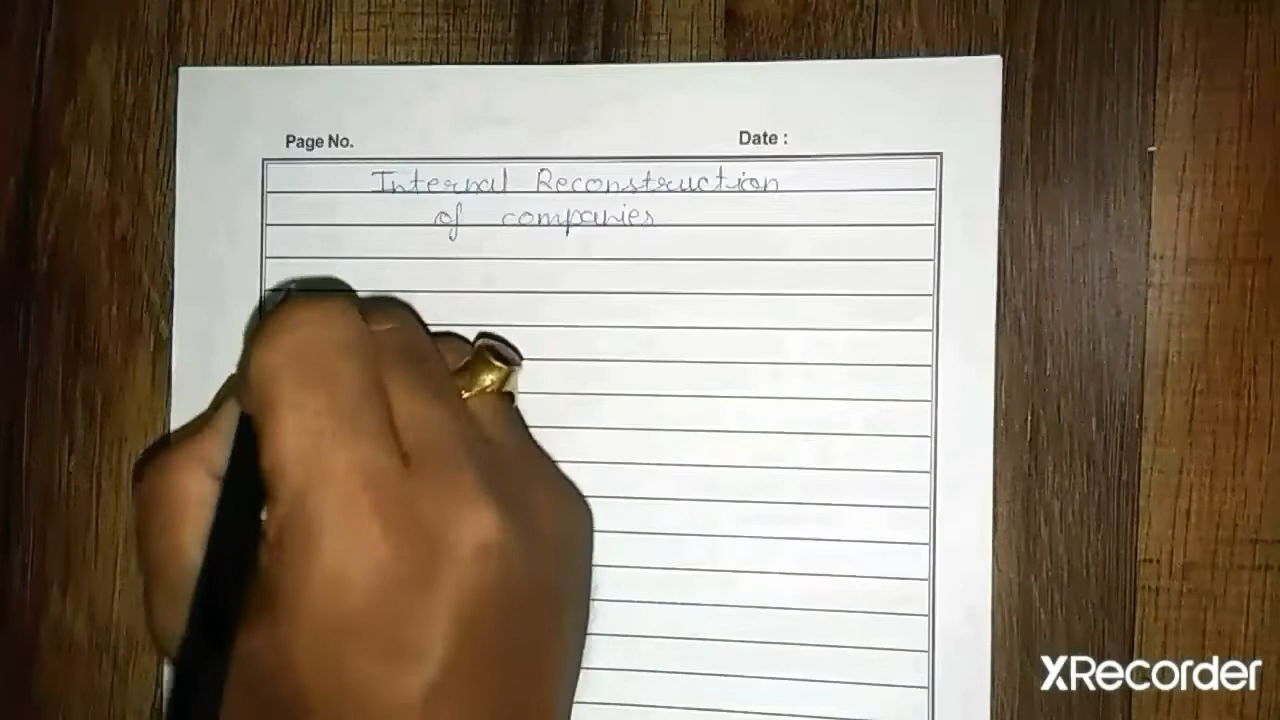 Page No. Date :
Internal Reconstruction
of companies
XRecorder